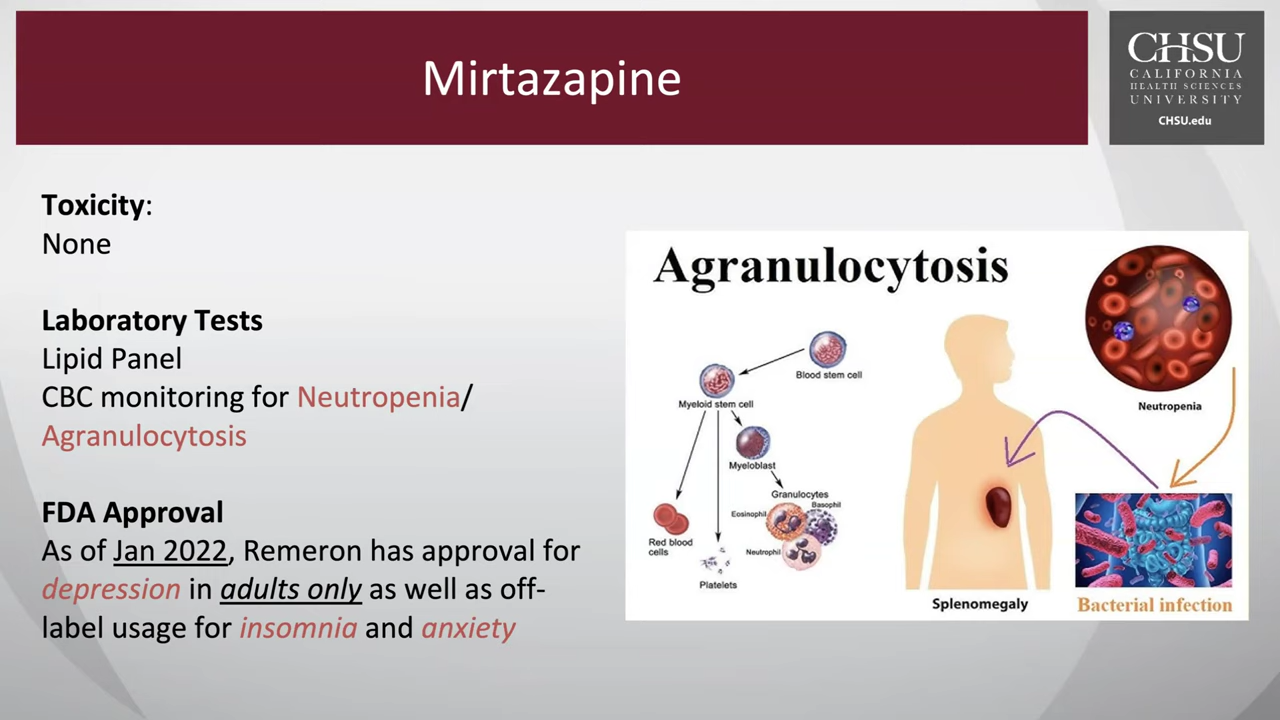 Mirtazapine
CHSU
CALIFORNIA
HEALTH SCIENCES
UNIVERSITY
CHSU.edu
Toxicity:
None
Laboratory Tests
Lipid Panel
CBC monitoring for Neutropenia/
Agranulocytosis
FDA Approval
As of Jan 2022, Remeron has approval for
depression in adults only as well as off-
label usage for insomnia and anxiety
Agranulocytosis
Blood stem cell
Myeloid stem cell
Myeloblast
Granulocytes
Basophil
Eosinophil
Neutrophil
Red blood
cells
Platelets
Splenomegaly
Neutropenia
Bacterial infection